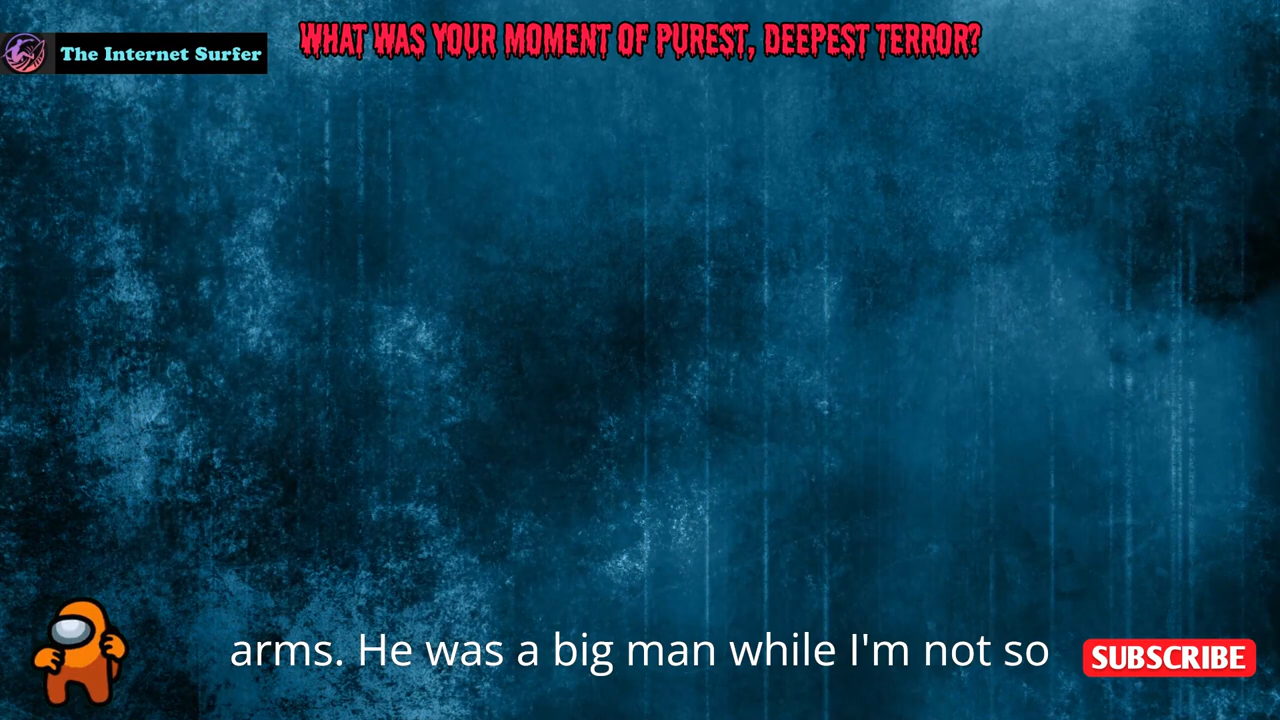 WHAT WAS YOUR MOMENT OF PUREST, DEEPEST TERROR?
The Internet Surfer
arms. He was a big man while I'm not so
SUBSCRIBE